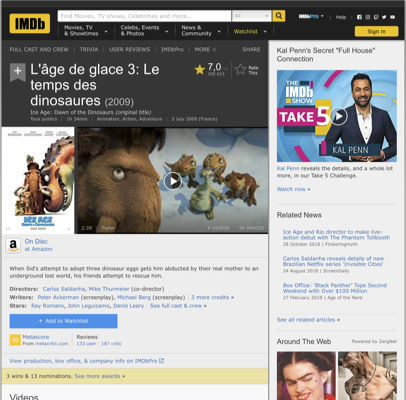 IMDb
Find Movies, TV shows, Celebrities and more...
All
IMDbPro
Help
Movies, TV
& Showtimes
Celebs, Events
& Photos
News &
Community
Watchlist
Sign in
FULL CAST AND CREW | TRIVIA | USER REVIEWS | IMDbPro | MORE
SHARE
L'âge de glace 3: Le
temps des
dinosaures (2009)
7,0
Rate
This
Ice Age: Dawn of the Dinosaurs (original title)
Tous publics | 1h 34min | Animation, Action, Adventure | 3 July 2009 (France)
2:29 | Trailer
9 VIDEOS
On Disc
at Amazon
When Sid's attempt to adopt three dinosaur eggs gets him abducted by their real mother to an
underground lost world, his friends attempt to rescue him.
Directors: Carlos Saldanha, Mike Thurmeier (co-director)
Writers: Peter Ackerman (screenplay), Michael Berg (screenplay) | 3 more credits »
Stars: Ray Romano, John Leguizamo, Denis Leary | See full cast & crew »
+ Add to Watchlist
Metascore
From metacritic.com
Reviews
133 user | 187 critic
View production, box office, & company info on IMDbPro
3 wins & 13 nominations. See more awards »
Videos
Kal Penn's Secret "Full House"
Connection
THE
IMDb
SHOW
TAKE 5
KAL PENN
Kal Penn reveals the details, and a whole lot
more, in our Take 5 Challenge.
Watch now »
Related News
Ice Age and Rio director to make live-
action debut with The Phantom Tollbooth
28 October 2018 | Flickeringmyth
Carlos Saldanha reveals details of new
Brazilian Netflix series 'Invisible Cities'
24 August 2018 | ScreenDaily
Box Office: 'Black Panther' Tops Second
Weekend with Over $100 Million
27 February 2018 | Age of the Nerd
See all related articles »
Around The Web
Powered by ZergNet